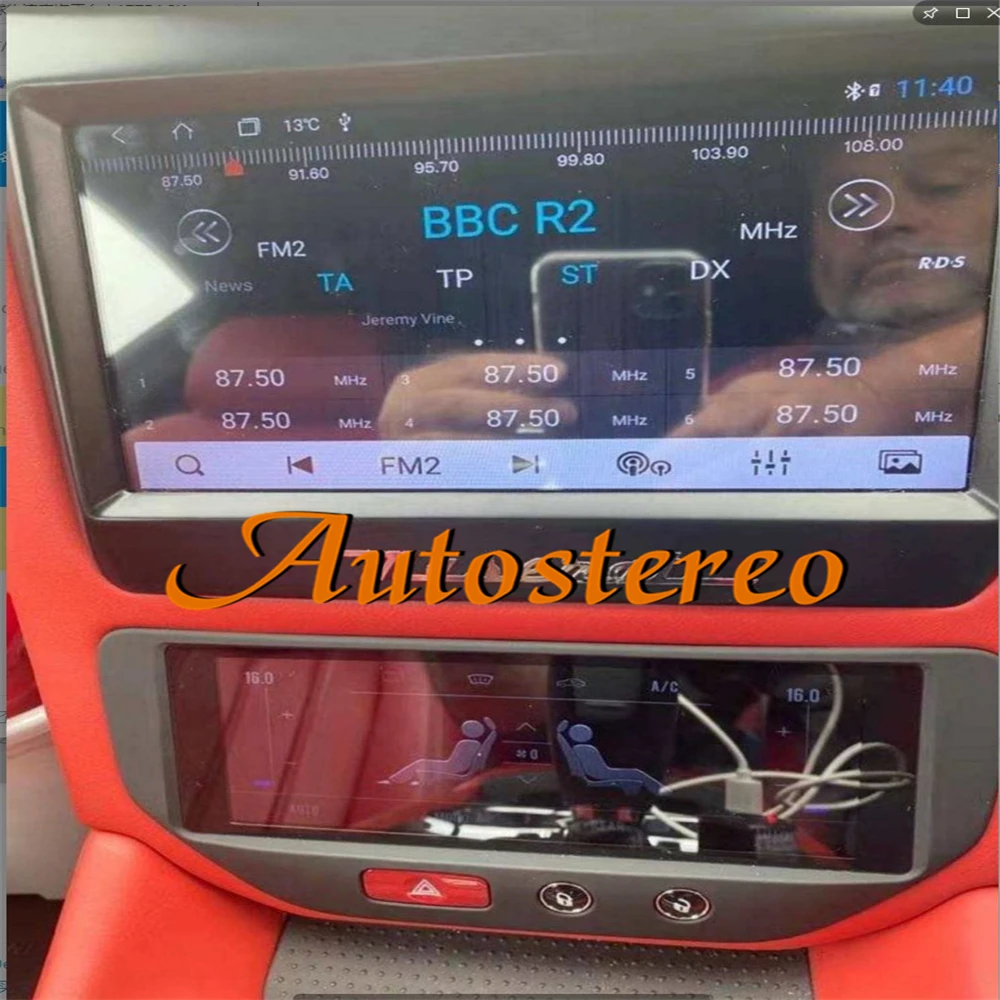 11:40
13°C
87.50 91.60 95.70 99.80 103.90 108.00
BBC R2
FM2 MHz
News TA TP ST DX R·D·S
Jeremy Vine
1 87.50 MHz 3 87.50 MHz 5 87.50 MHz
2 87.50 MHz 4 87.50 MHz 6 87.50 MHz
FM2
Autostereo
16.0 A/C 16.0
AUTO